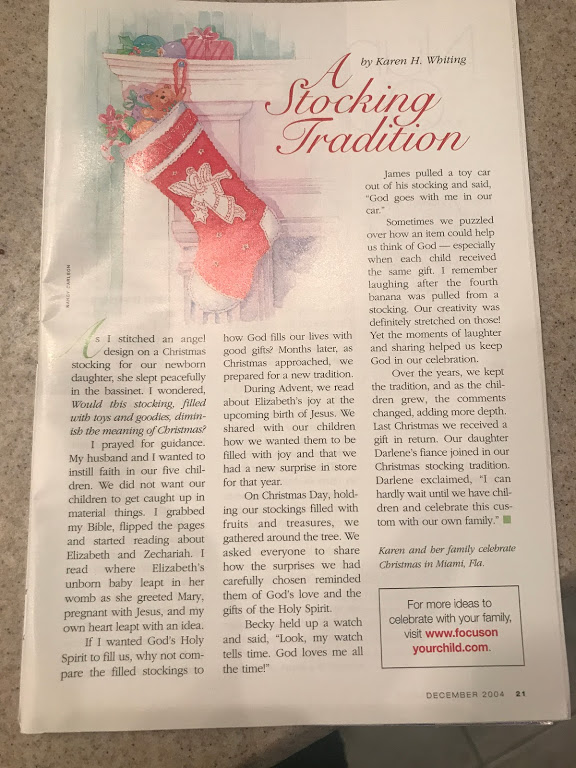 A
Stocking
Tradition
by Karen H. Whiting
As I stitched an angel
design on a Christmas
stocking for our newborn
daughter, she slept peacefully
in the bassinet. I wondered,
Would this stocking, filled
with toys and goodies, dimin-
ish the meaning of Christmas?
I prayed for guidance.
My husband and I wanted to
instill faith in our five chil-
dren. We did not want our
children to get caught up in
material things. I grabbed
my Bible, flipped the pages
and started reading about
Elizabeth and Zechariah. I
read where Elizabeth's
unborn baby leapt in her
womb as she greeted Mary,
pregnant with Jesus, and my
own heart leapt with an idea.
If I wanted God's Holy
Spirit to fill us, why not com-
pare the filled stockings to
how God fills our lives with
good gifts? Months later, as
Christmas approached, we
prepared for a new tradition.
During Advent, we read
about Elizabeth's joy at the
upcoming birth of Jesus. We
shared with our children
how we wanted them to be
filled with joy and that we
had a new surprise in store
for that year.
On Christmas Day, hold-
ing our stockings filled with
fruits and treasures, we
gathered around the tree. We
asked everyone to share
how the surprises we had
carefully chosen reminded
them of God's love and the
gifts of the Holy Spirit.
Becky held up a watch
and said, "Look, my watch
tells time. God loves me all
the time!"
James pulled a toy car
out of his stocking and said,
"God goes with me in our
car."
Sometimes we puzzled
over how an item could help
us think of God — especially
when each child received
the same gift. I remember
laughing after the fourth
banana was pulled from a
stocking. Our creativity was
definitely stretched on those!
Yet the moments of laughter
and sharing helped us keep
God in our celebration.
Over the years, we kept
the tradition, and as the chil-
dren grew, the comments
changed, adding more depth.
Last Christmas we received a
gift in return. Our daughter
Darlene's fiance joined in our
Christmas stocking tradition.
Darlene exclaimed, "I can
hardly wait until we have chil-
dren and celebrate this cus-
tom with our own family."
Karen and her family celebrate
Christmas in Miami, Fla.
For more ideas to
celebrate with your family,
visit www.focuson
yourchild.com.
DECEMBER 2004 21